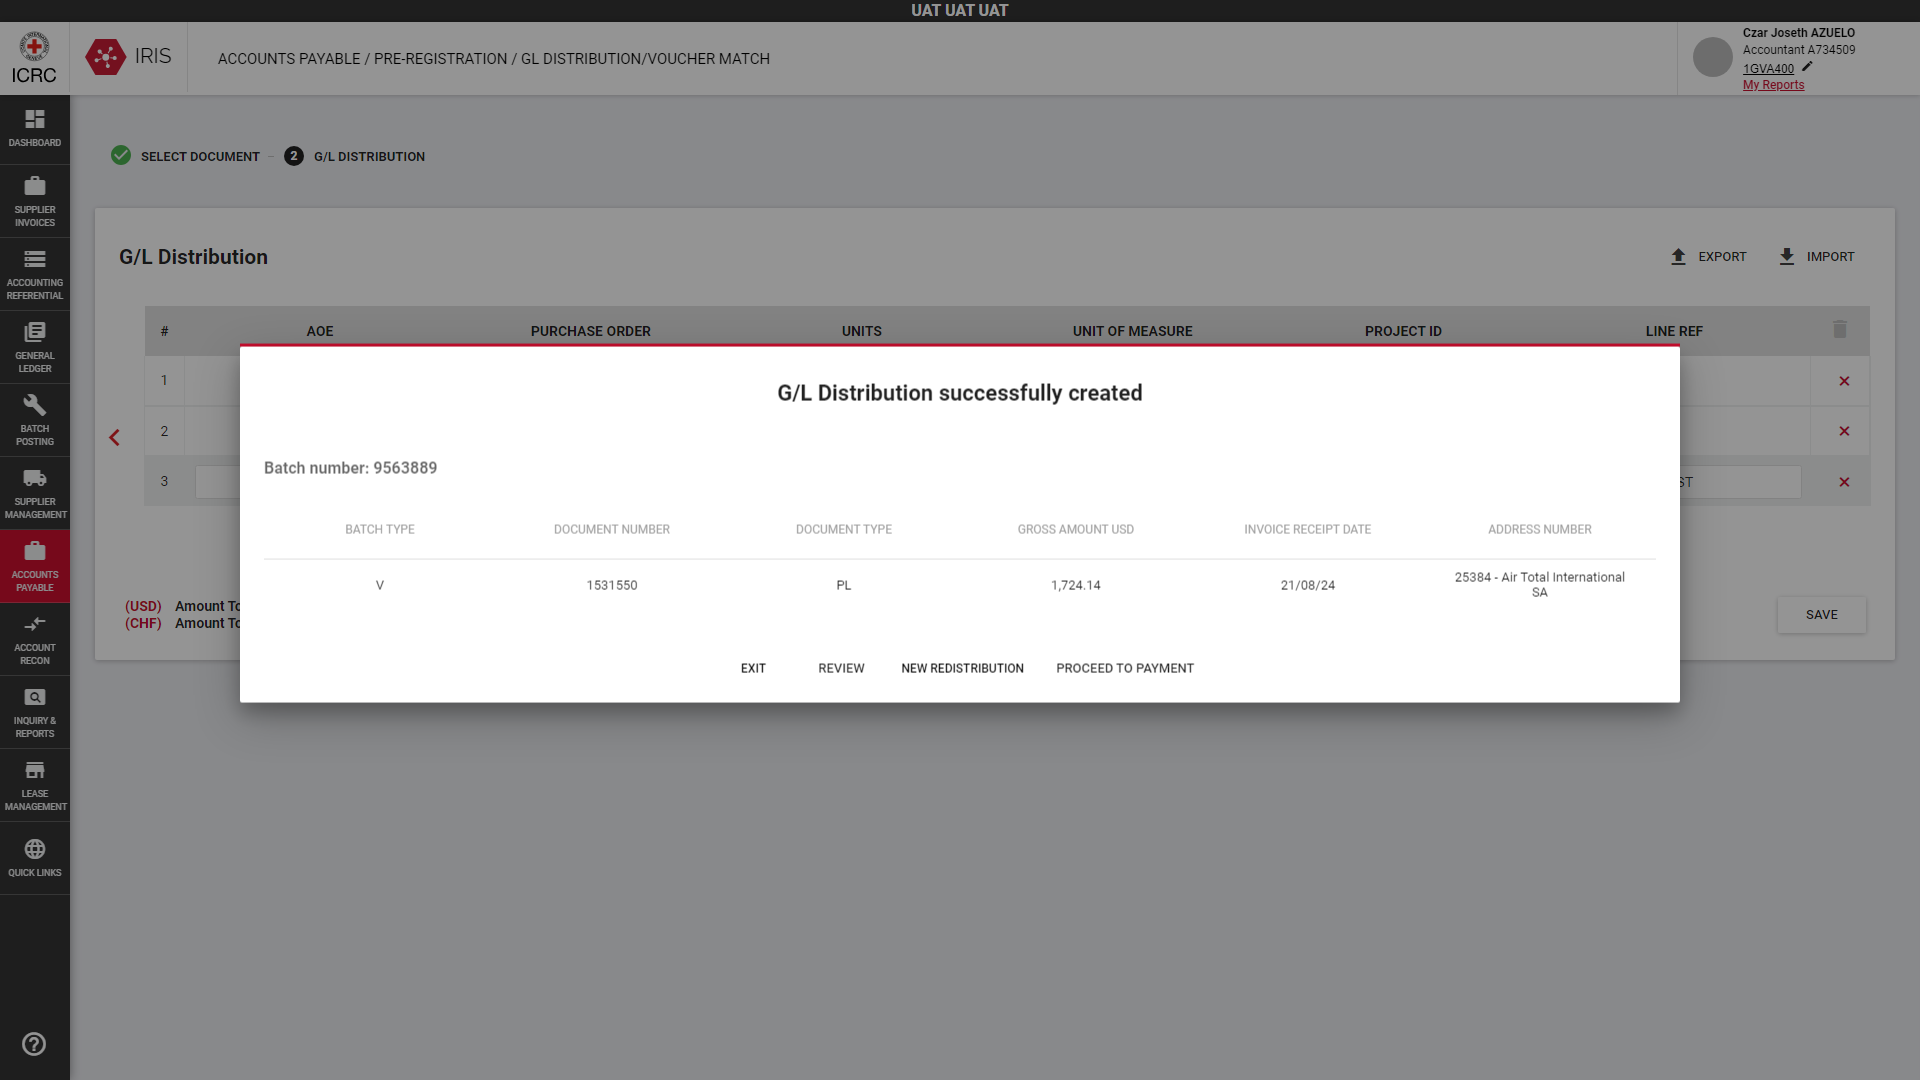 UAT UAT UAT
ICRC
IRIS
ACCOUNTS PAYABLE / PRE-REGISTRATION / GL DISTRIBUTION/VOUCHER MATCH
Czar Joseth AZUELO
Accountant A734509
1GVA400
My Reports
DASHBOARD
SUPPLIER
INVOICES
ACCOUNTING
REFERENTIAL
GENERAL
LEDGER
BATCH
POSTING
SUPPLIER
MANAGEMENT
ACCOUNTS
PAYABLE
ACCOUNT
RECON
INQUIRY &
REPORTS
LEASE
MANAGEMENT
QUICK LINKS
SELECT DOCUMENT – 2 G/L DISTRIBUTION
G/L Distribution
EXPORT IMPORT
# AOE PURCHASE ORDER UNITS UNIT OF MEASURE PROJECT ID LINE REF
1
2
3 ST
(USD) Amount To
(CHF) Amount To
SAVE
G/L Distribution successfully created
Batch number: 9563889
BATCH TYPE DOCUMENT NUMBER DOCUMENT TYPE GROSS AMOUNT USD INVOICE RECEIPT DATE ADDRESS NUMBER
V 1531550 PL 1,724.14 21/08/24 25384 - Air Total International
SA
EXIT REVIEW NEW REDISTRIBUTION PROCEED TO PAYMENT